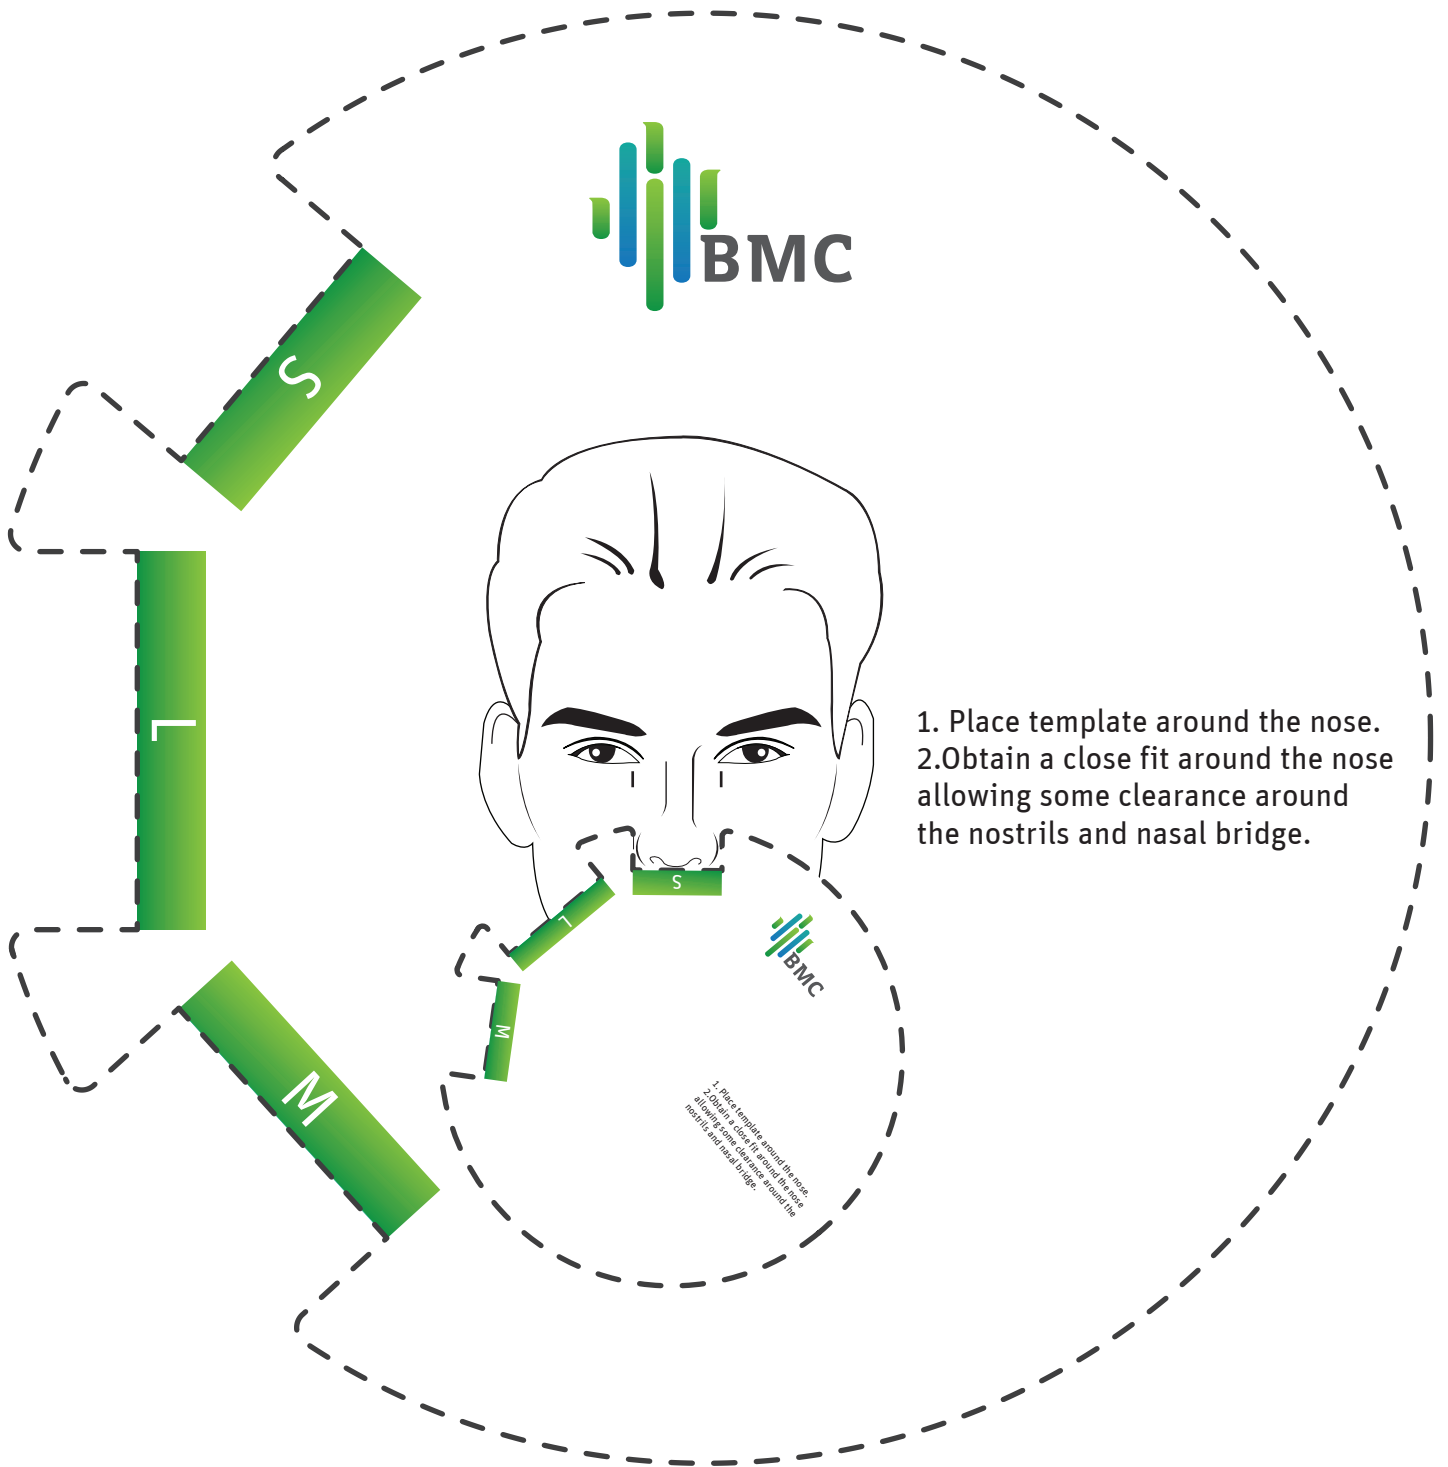 BMC
S
L
M
1. Place template around the nose.
2.Obtain a close fit around the nose
allowing some clearance around
the nostrils and nasal bridge.
S
L
M
BMC
1. Place template around the nose.
2.Obtain a close fit around the nose
allowing some clearance around the
nostrils and nasal bridge.